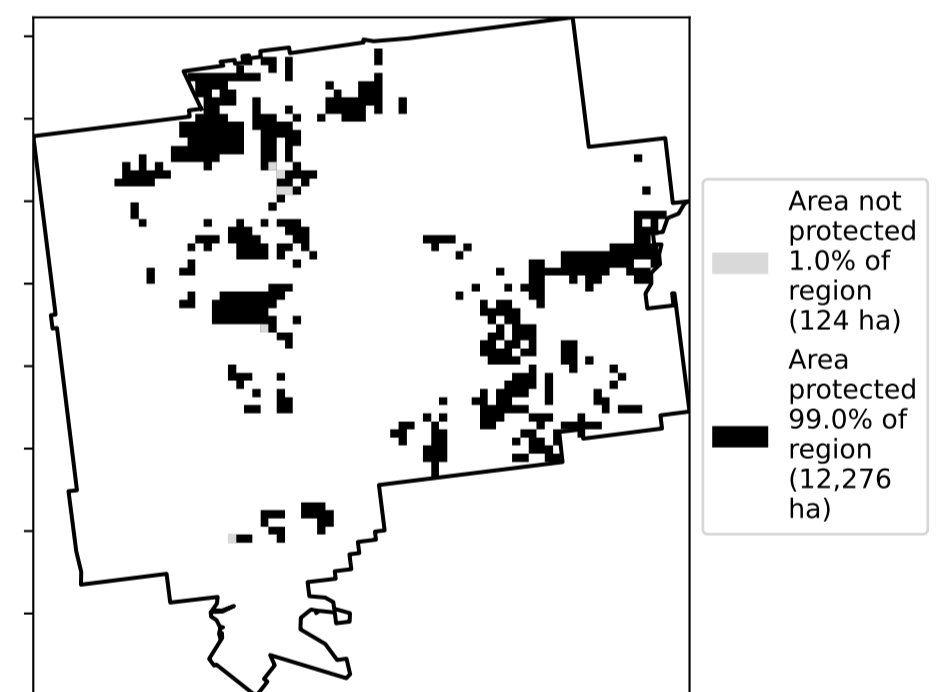 Area not
protected
1.0% of
region
(124 ha)
Area
protected
99.0% of
region
(12,276
ha)